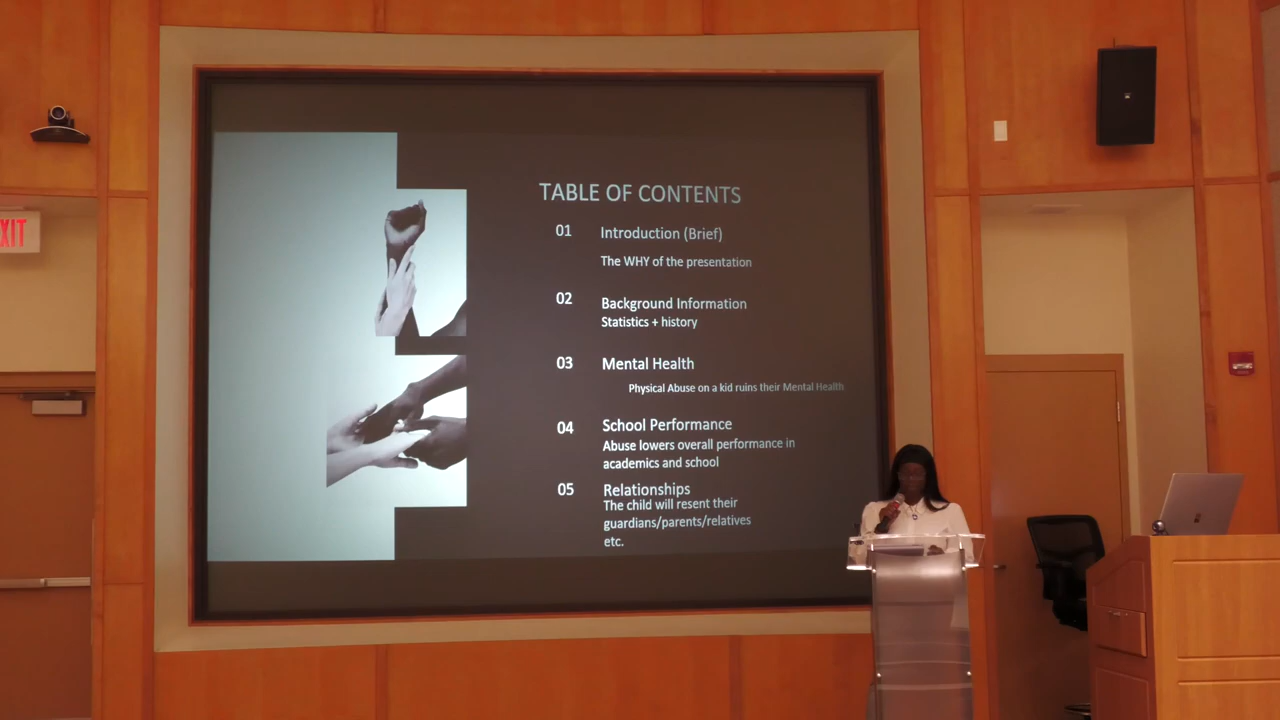 EXIT
TABLE OF CONTENTS
01 Introduction (Brief)
The WHY of the presentation
02 Background Information
Statistics + history
03 Mental Health
Physical Abuse on a kid ruins their Mental Health
04 School Performance
Abuse lowers overall performance in
academics and school
05 Relationships
The child will resent their
guardians/parents/relatives
etc.